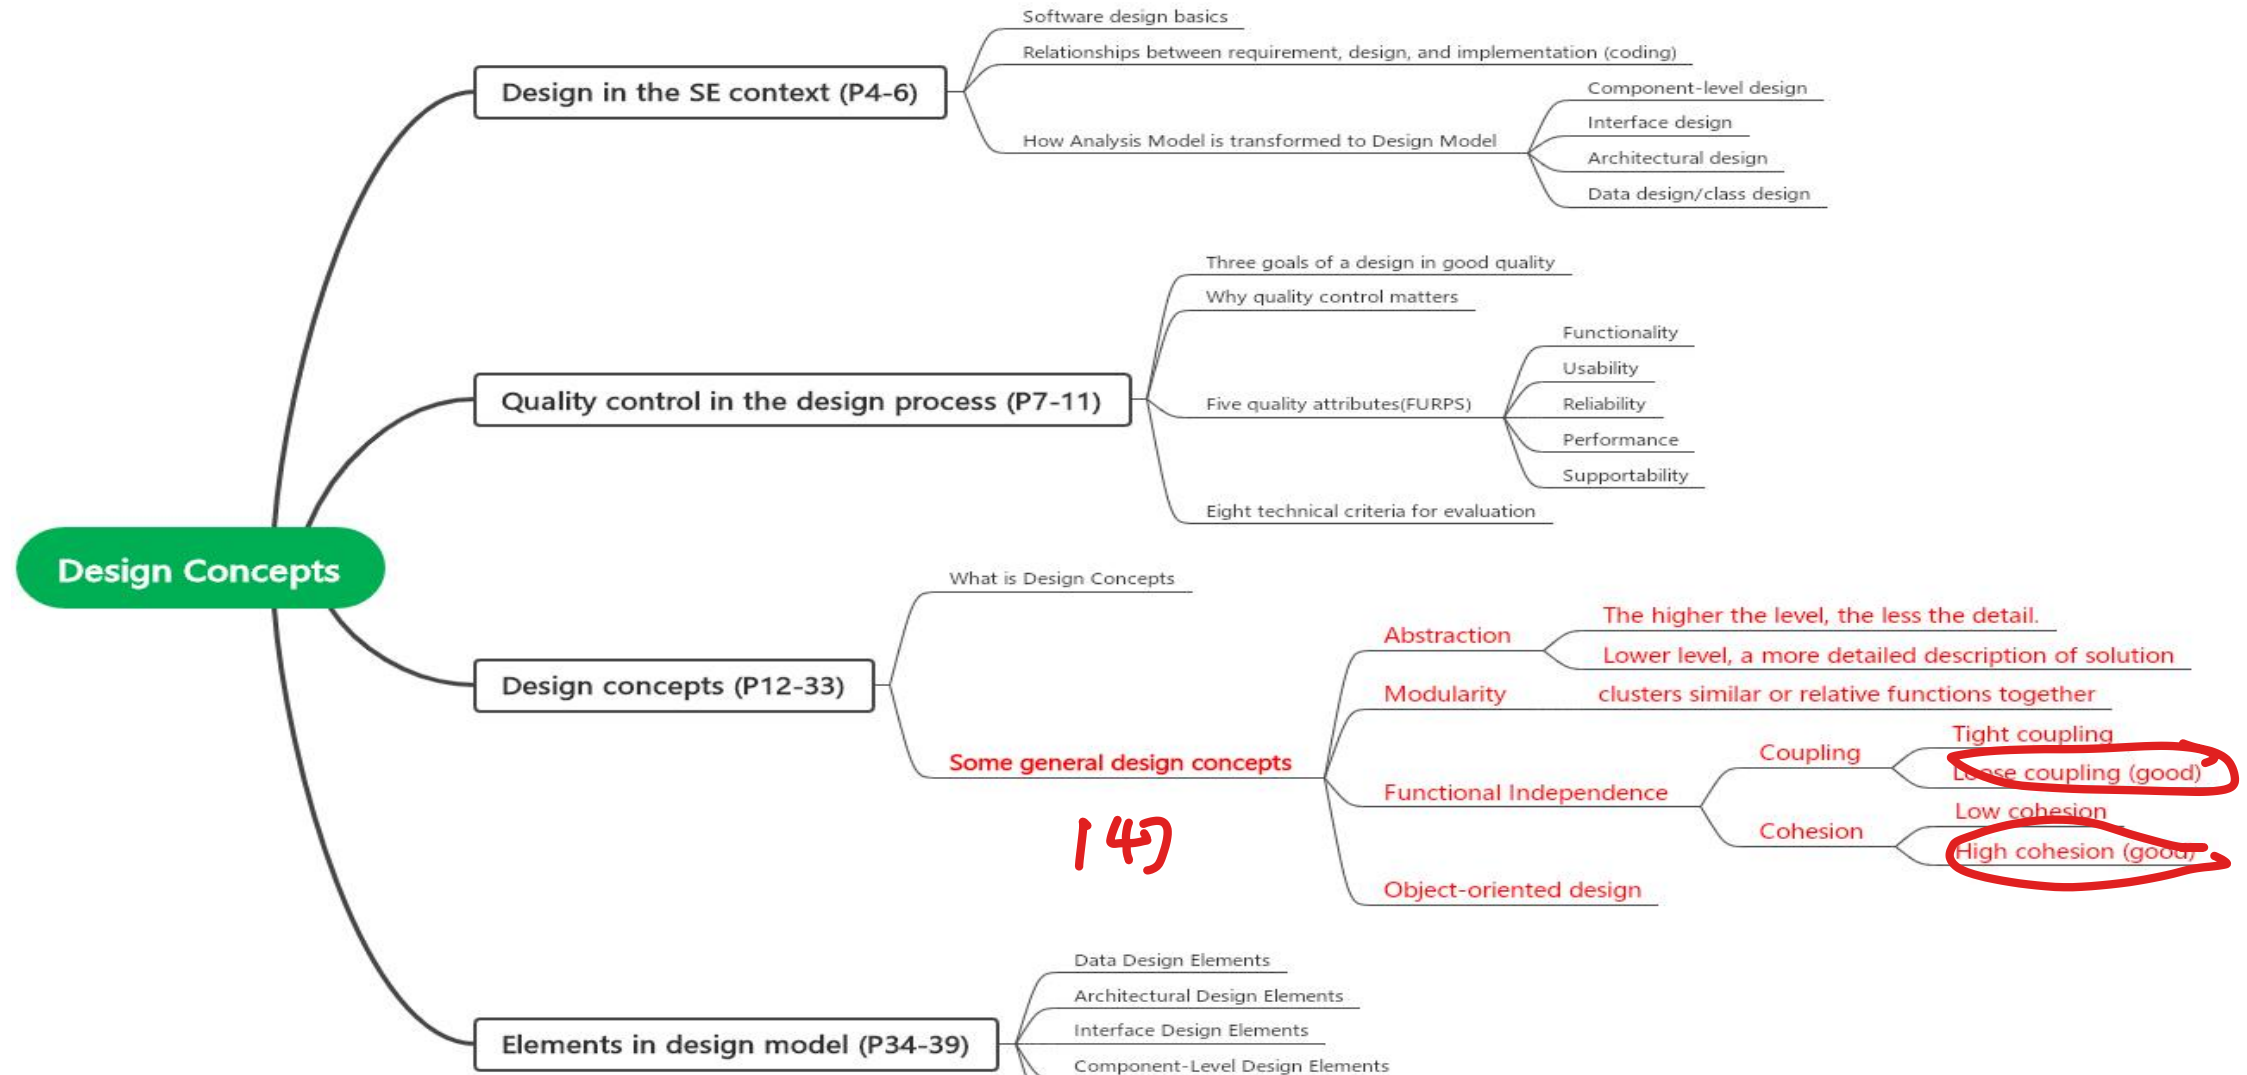 Software design basics
Relationships between requirement, design, and implementation (coding)
Design in the SE context (P4-6)
Component-level design
Interface design
How Analysis Model is transformed to Design Model
Architectural design
Data design/class design
Three goals of a design in good quality
Why quality control matters
Functionality
Usability
Quality control in the design process (P7-11)
Five quality attributes(FURPS)
Reliability
Performance
Supportability
Eight technical criteria for evaluation
Design Concepts
What is Design Concepts
Design concepts (P12-33)
Some general design concepts
Abstraction
The higher the level, the less the detail.
Lower level, a more detailed description of solution
Modularity
clusters similar or relative functions together
Functional Independence
Coupling
Tight coupling
Loose coupling (good)
Cohesion
Low cohesion
High cohesion (good)
Object-oriented design
Elements in design model (P34-39)
Data Design Elements
Architectural Design Elements
Interface Design Elements
Component-Level Design Elements